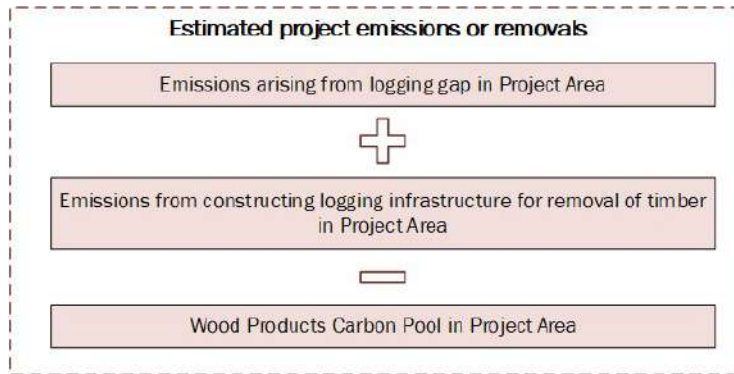 Estimated project emissions or removals
Emissions arising from logging gap in Project Area
Emissions from constructing logging infrastructure for removal of timber
in Project Area
Wood Products Carbon Pool in Project Area